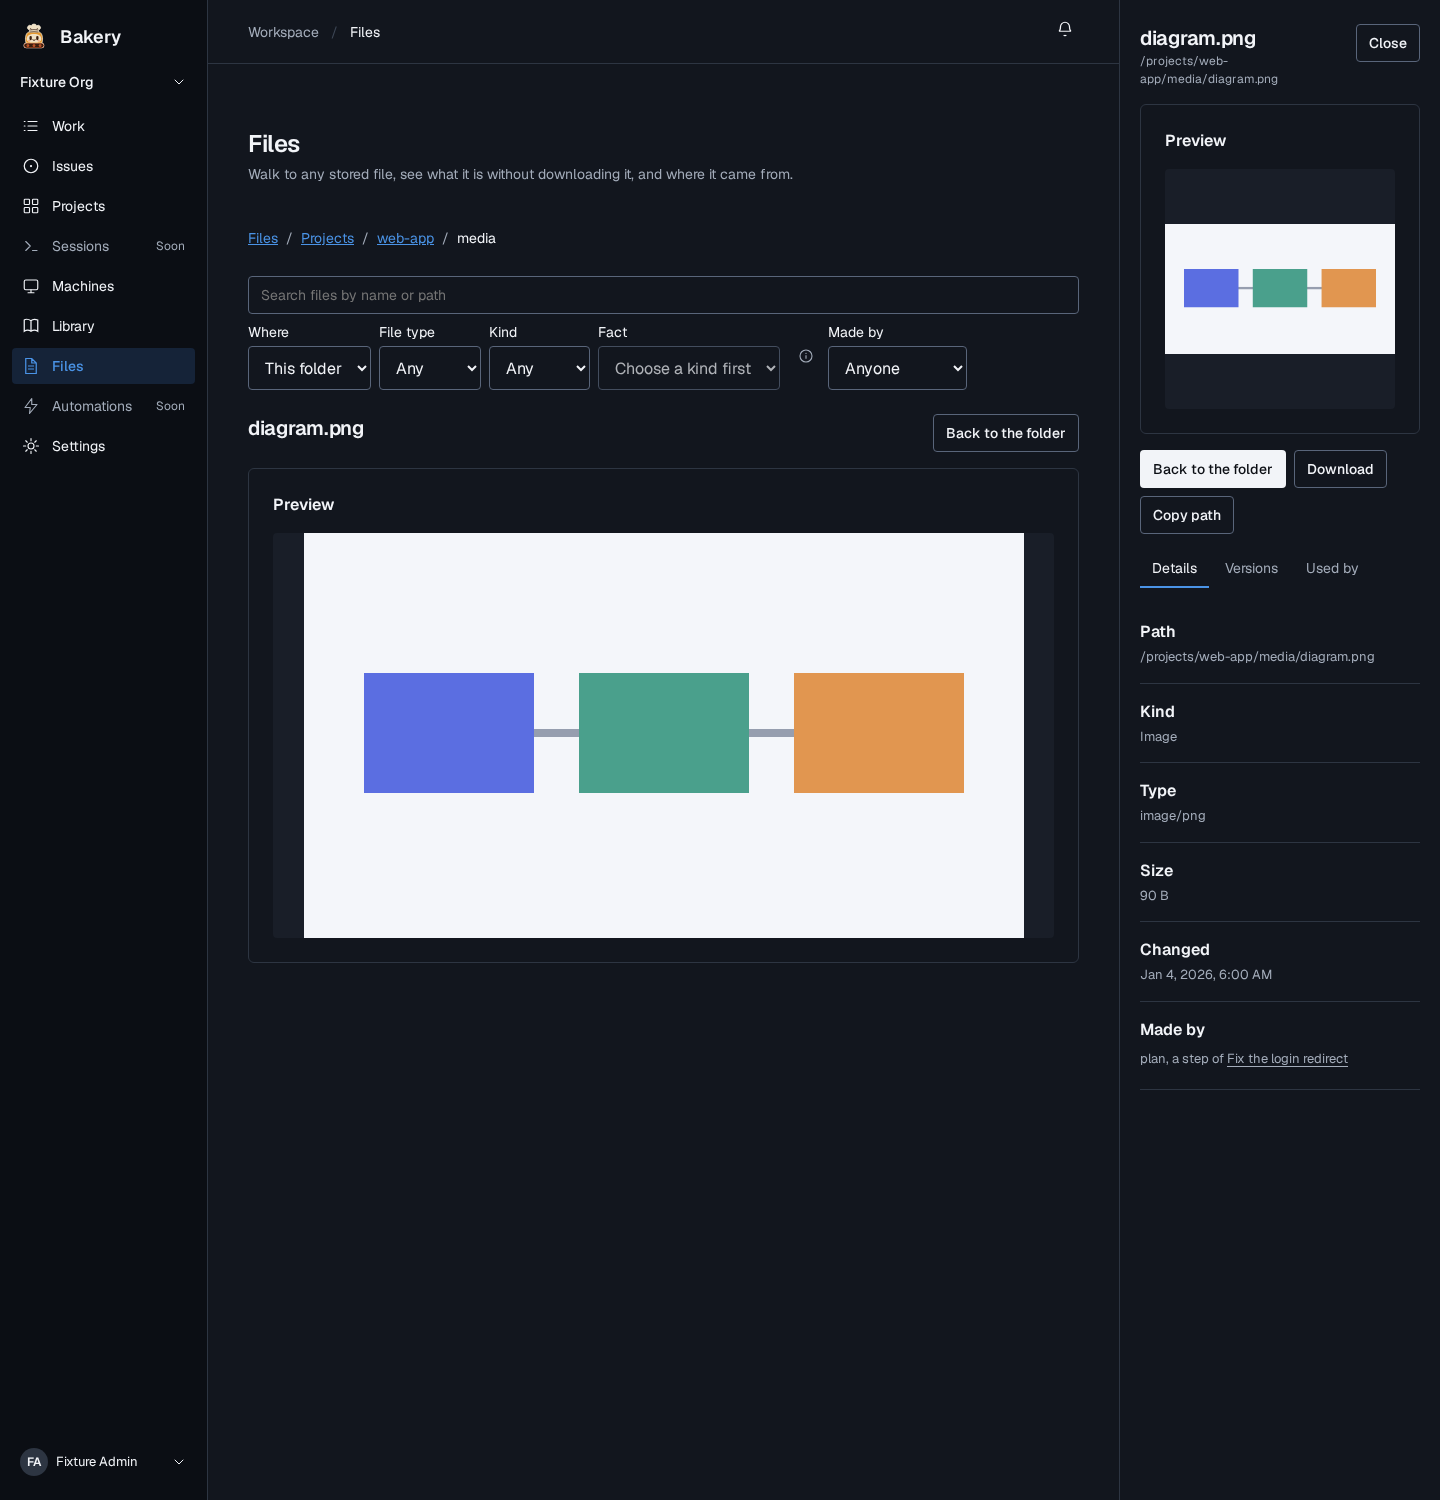 Bakery
Fixture Org
Work
Issues
Projects
Sessions Soon
Machines
Library
Files
Automations Soon
Settings
FA Fixture Admin
Workspace / Files
Files
Walk to any stored file, see what it is without downloading it, and where it came from.
Files / Projects / web-app / media
Search files by name or path
Where File type Kind Fact Made by
This folder Any Any Choose a kind first Anyone
diagram.png
Back to the folder
Preview
diagram.png
Close
/projects/web-
app/media/diagram.png
Preview
Back to the folder Download
Copy path
Details Versions Used by
Path
/projects/web-app/media/diagram.png
Kind
Image
Type
image/png
Size
90 B
Changed
Jan 4, 2026, 6:00 AM
Made by
plan, a step of Fix the login redirect